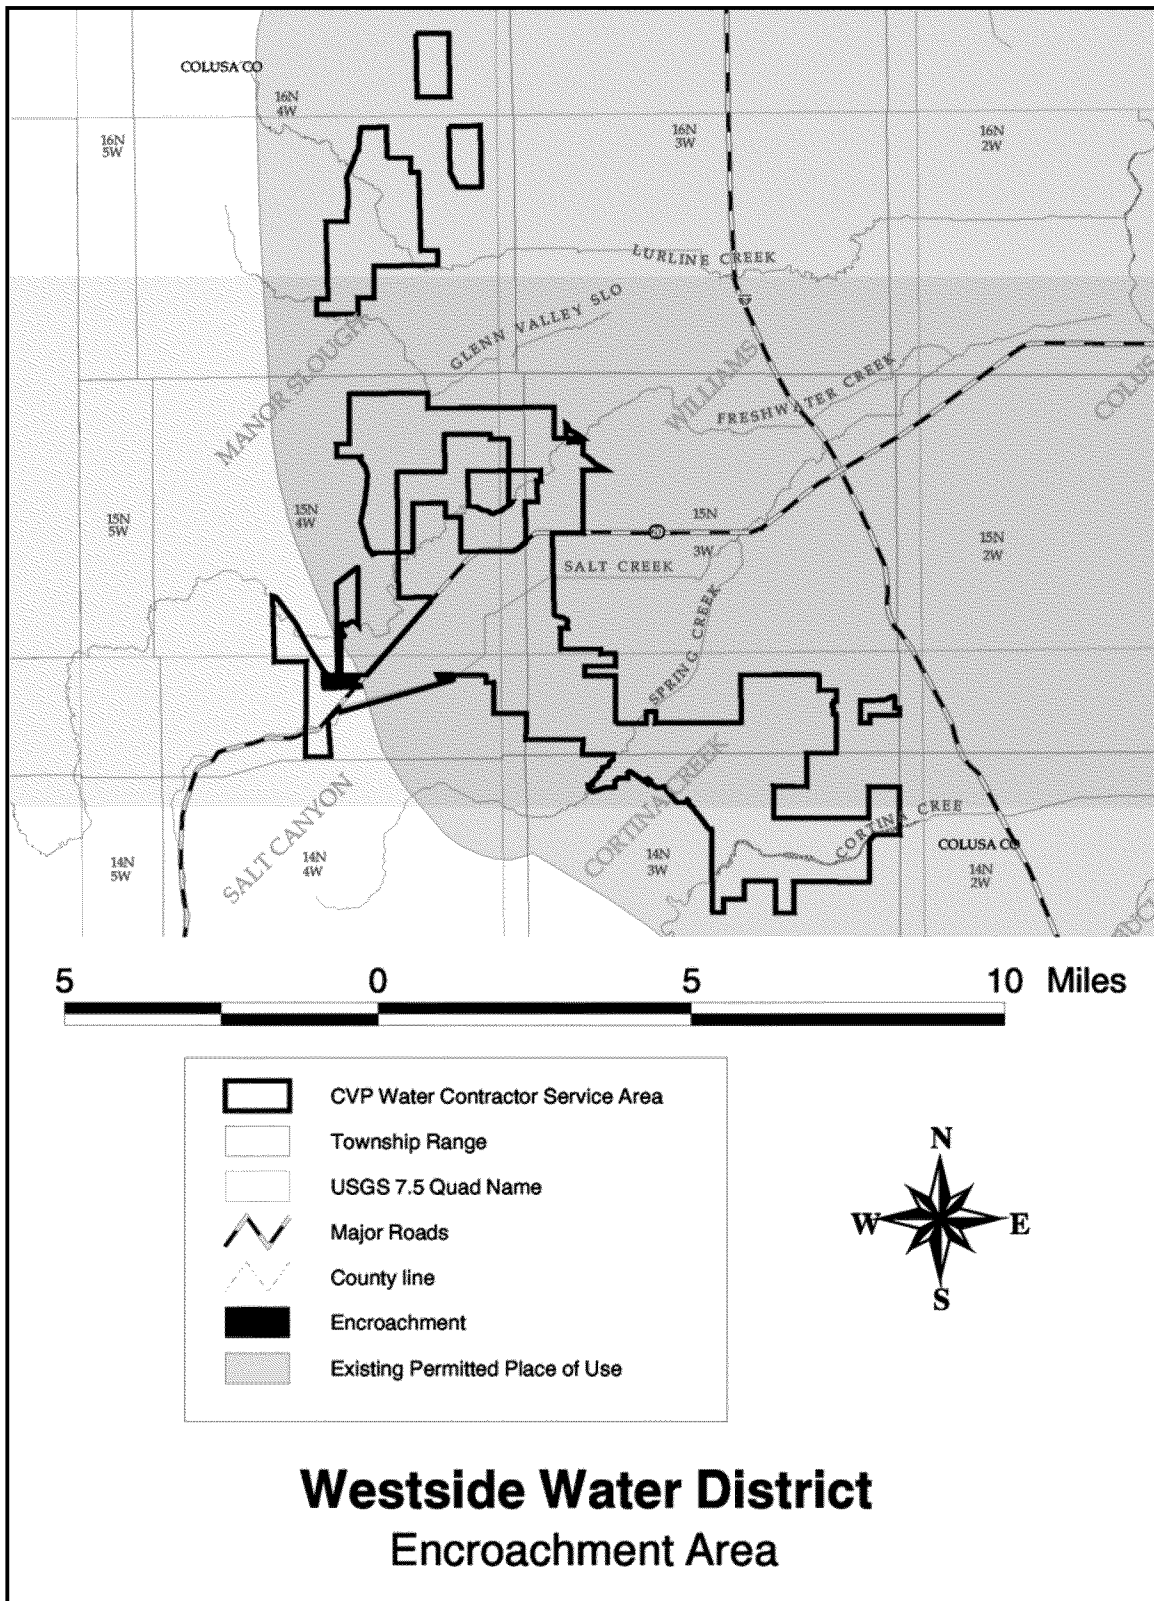 COLUSA CO
16N
4W
16N
5W
16N
3W
16N
2W
LURLINE CREEK
GLENN VALLEY SLO
MANOR SLOUGH
WILLIAMS
FRESHWATER CREEK
COLUS
15N
4W
15N
5W
15N
3W
20
15N
2W
SALT CREEK
SPRING CREEK
CORTINA CREEK
SALT CANYON
CORTINA CREE
COLUSA CO
14N
5W
14N
4W
14N
3W
14N
2W
5 0 5 10 Miles
CVP Water Contractor Service Area
Township Range
USGS 7.5 Quad Name
Major Roads
County line
Encroachment
Existing Permitted Place of Use
N
W E
S
Westside Water District
Encroachment Area